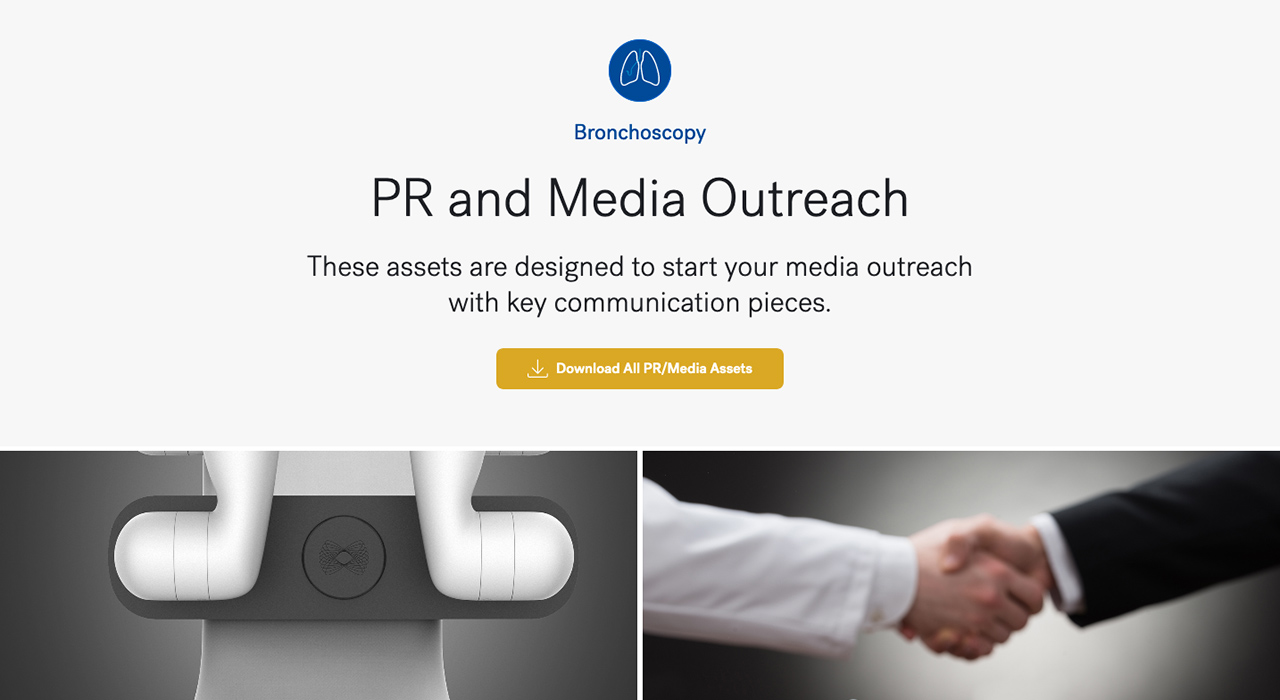 Bronchoscopy
PR and Media Outreach
These assets are designed to start your media outreach
with key communication pieces.
Download All PR/Media Assets